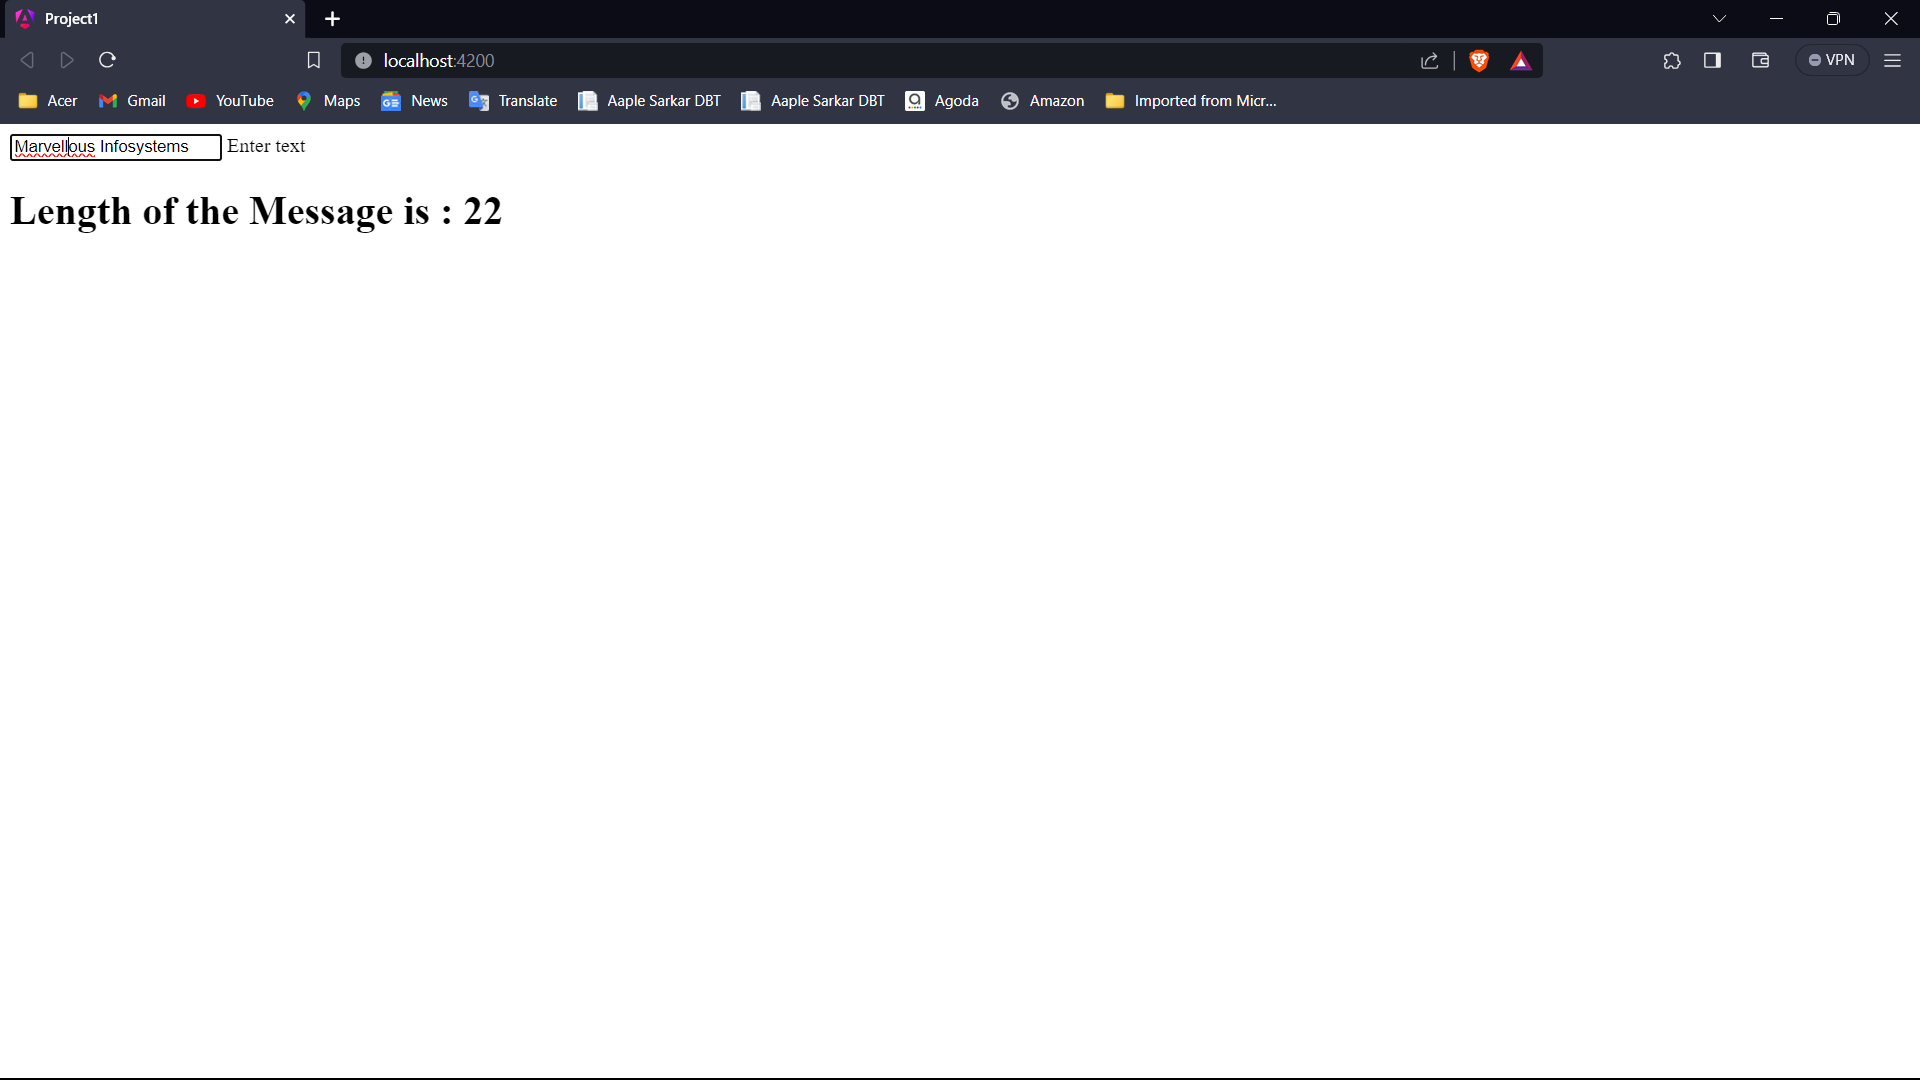 Project1
localhost:4200
VPN
Acer Gmail YouTube Maps News Translate Aaple Sarkar DBT Aaple Sarkar DBT Agoda Amazon Imported from Micr...
Marvellious Infosystems Enter text
Length of the Message is : 22